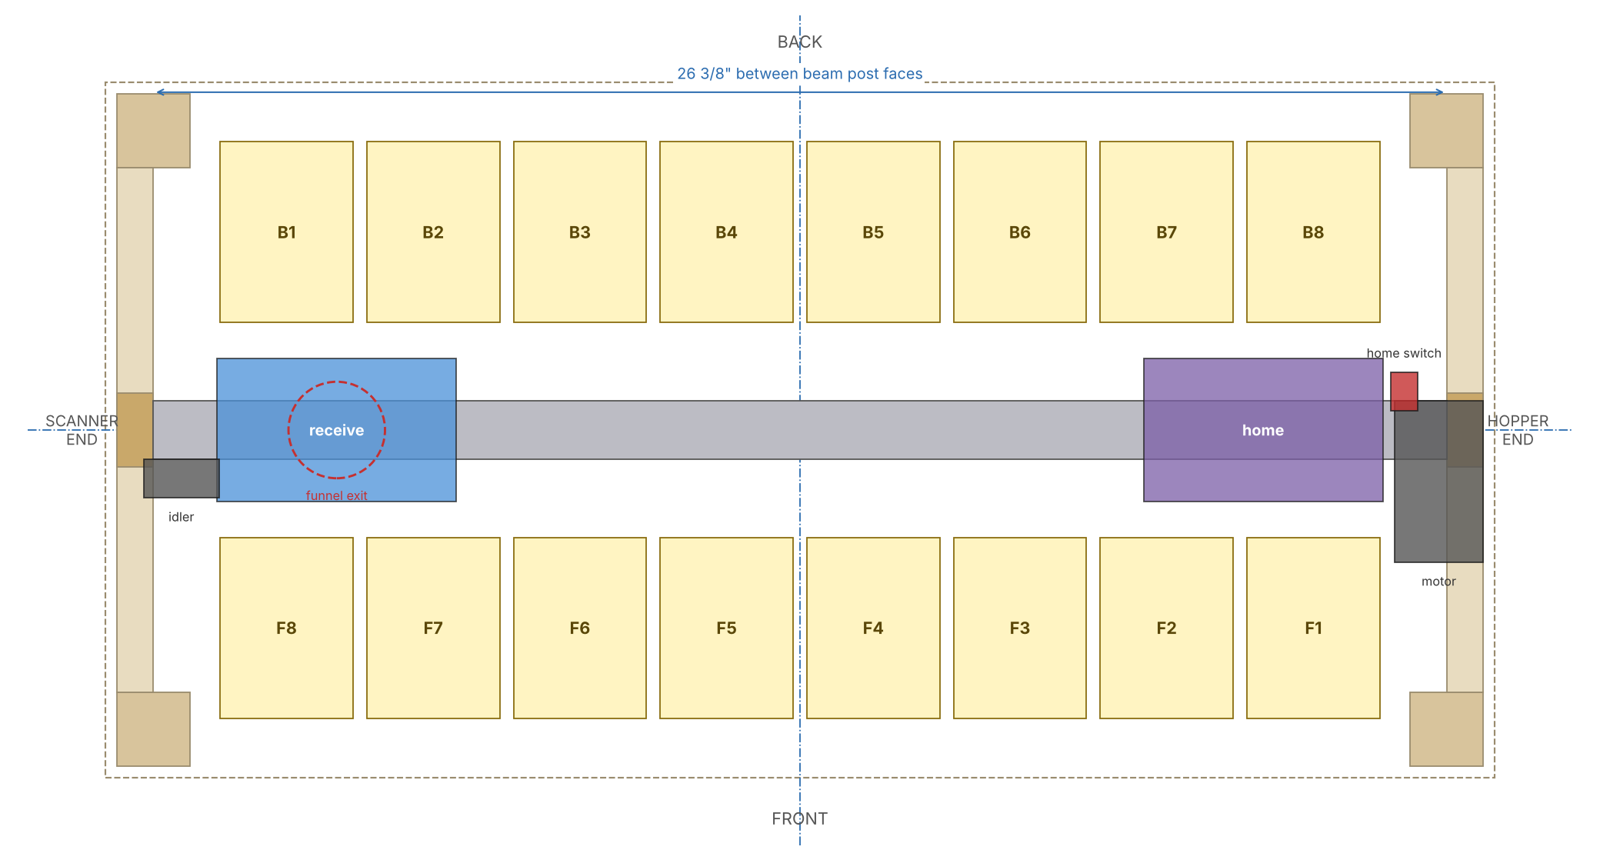 BACK
26 3/8" between beam post faces
B1
B2
B3
B4
B5
B6
B7
B8
home switch
SCANNER
END
receive
home
HOPPER
END
funnel exit
idler
motor
F8
F7
F6
F5
F4
F3
F2
F1
FRONT